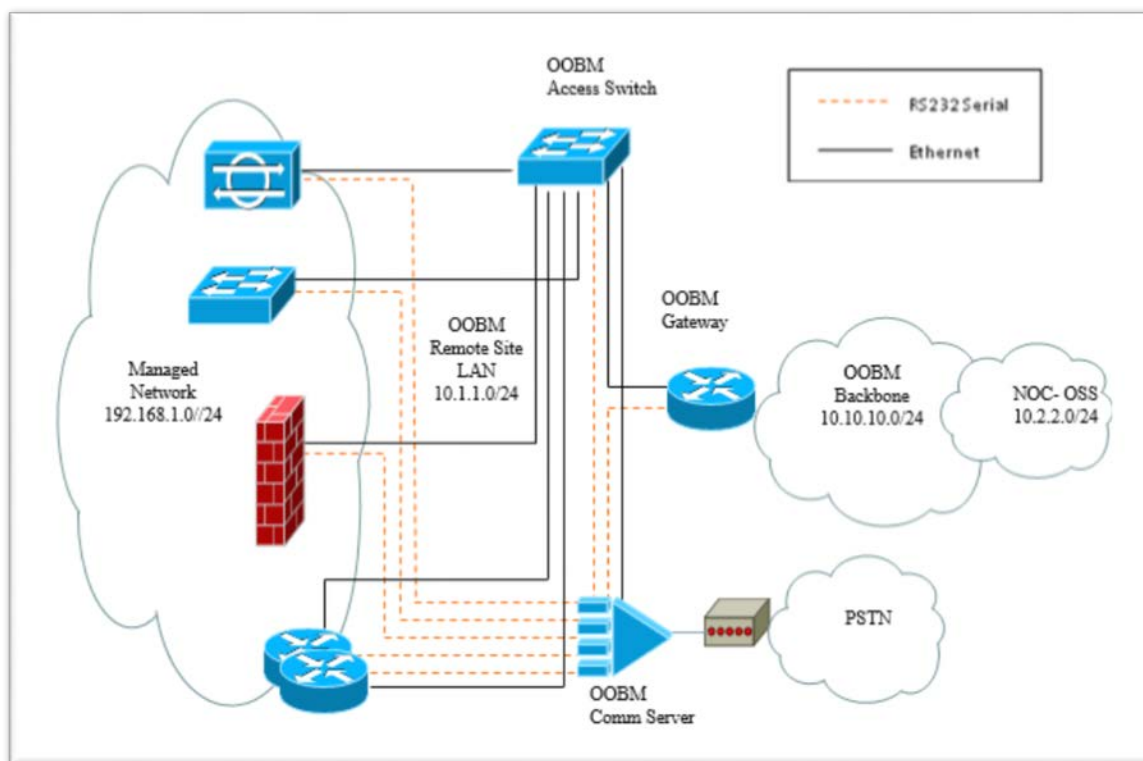 OOBM
Access Switch
RS232 Serial
Ethernet
OOBM
Remote Site
LAN
10.1.1.0/24
OOBM
Gateway
Managed
Network
192.168.1.0//24
OOBM
Backbone
10.10.10.0/24
NOC- OSS
10.2.2.0/24
PSTN
OOBM
Comm Server